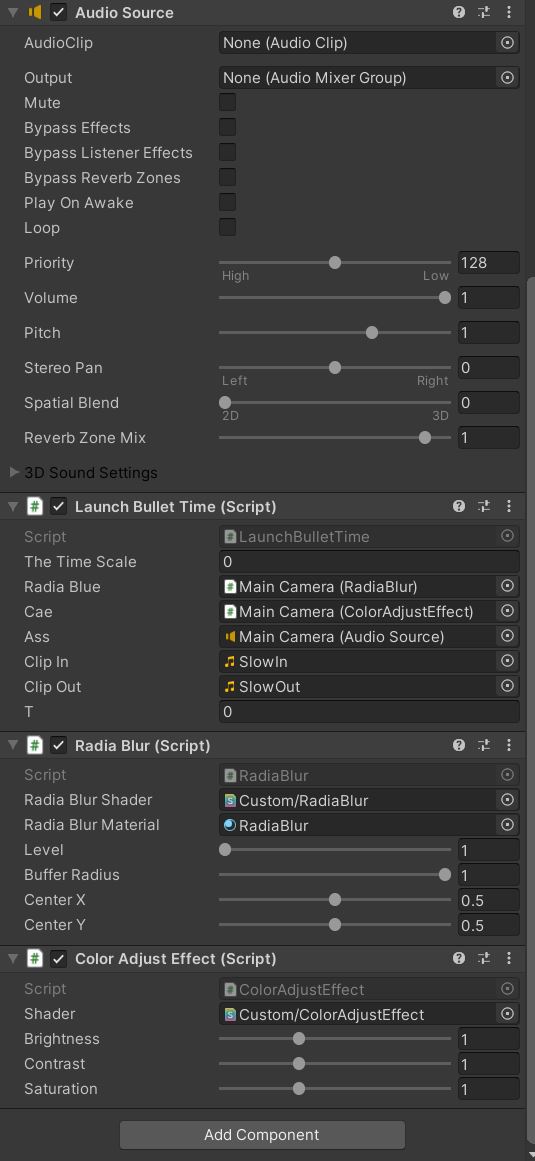 Audio Source
AudioClip None (Audio Clip)
Output None (Audio Mixer Group)
Mute
Bypass Effects
Bypass Listener Effects
Bypass Reverb Zones
Play On Awake
Loop
Priority 128
High Low
Volume 1
Pitch 1
Stereo Pan 0
Left Right
Spatial Blend 0
2D 3D
Reverb Zone Mix 1
3D Sound Settings
# Launch Bullet Time (Script)
Script # LaunchBulletTime
The Time Scale 0
Radia Blue # Main Camera (RadiaBlur)
Cae # Main Camera (ColorAdjustEffect)
Ass Main Camera (Audio Source)
Clip In SlowIn
Clip Out SlowOut
T 0
# Radia Blur (Script)
Script # RadiaBlur
Radia Blur Shader S Custom/RadiaBlur
Radia Blur Material RadiaBlur
Level 1
Buffer Radius 1
Center X 0.5
Center Y 0.5
# Color Adjust Effect (Script)
Script # ColorAdjustEffect
Shader S Custom/ColorAdjustEffect
Brightness 1
Contrast 1
Saturation 1
Add Component